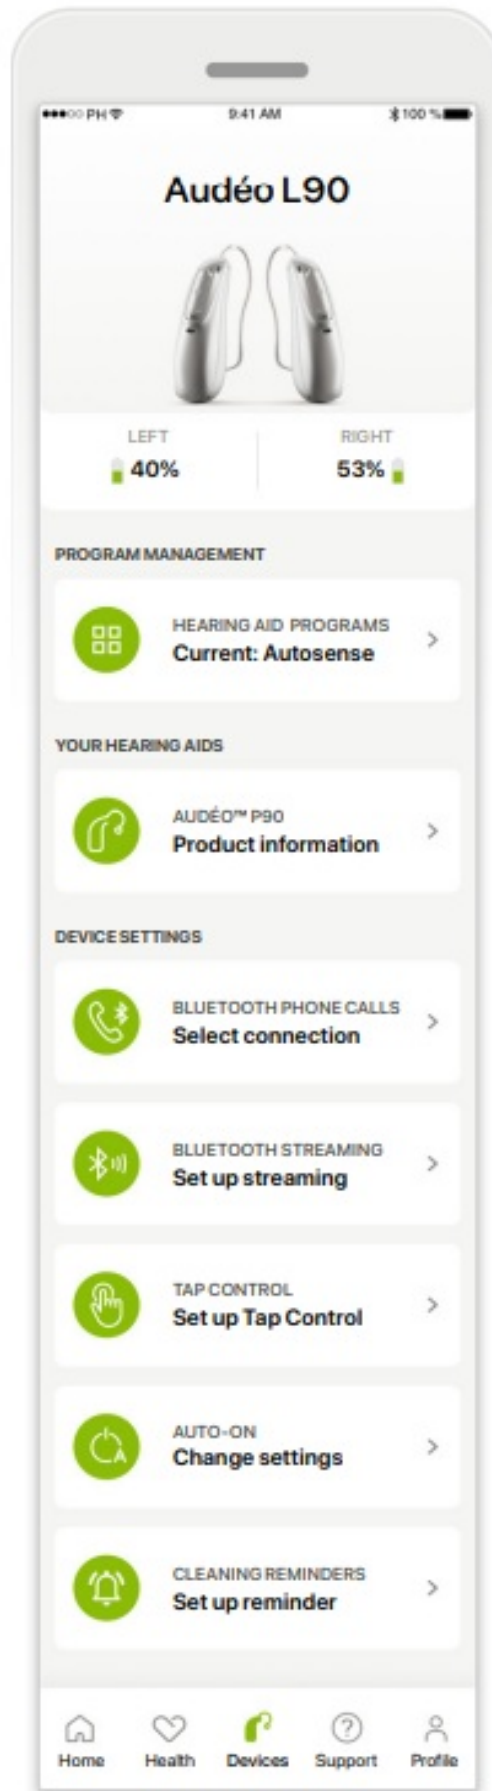 PH 9:41 AM 100 %
Audéo L90
LEFT RIGHT
40% 53%
PROGRAM MANAGEMENT
HEARING AID PROGRAMS
Current: Autosense
YOUR HEARING AIDS
AUDÉO™ P90
Product information
DEVICE SETTINGS
BLUETOOTH PHONE CALLS
Select connection
BLUETOOTH STREAMING
Set up streaming
TAP CONTROL
Set up Tap Control
AUTO-ON
Change settings
CLEANING REMINDERS
Set up reminder
Home Health Devices Support Profile